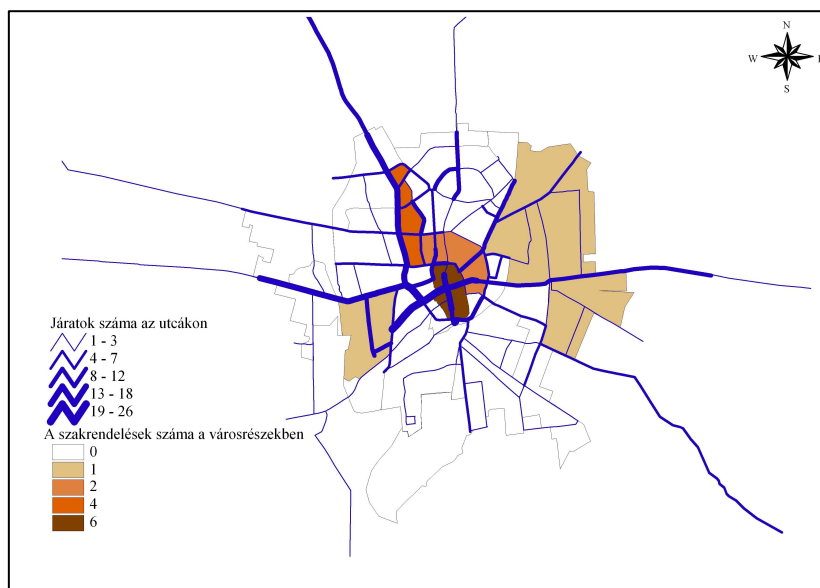 N
W E
S
Járatok száma az utcákon
1 - 3
4 - 7
8 - 12
13 - 18
19 - 26
A szakrendelések száma a városrészekben
0
1
2
4
6